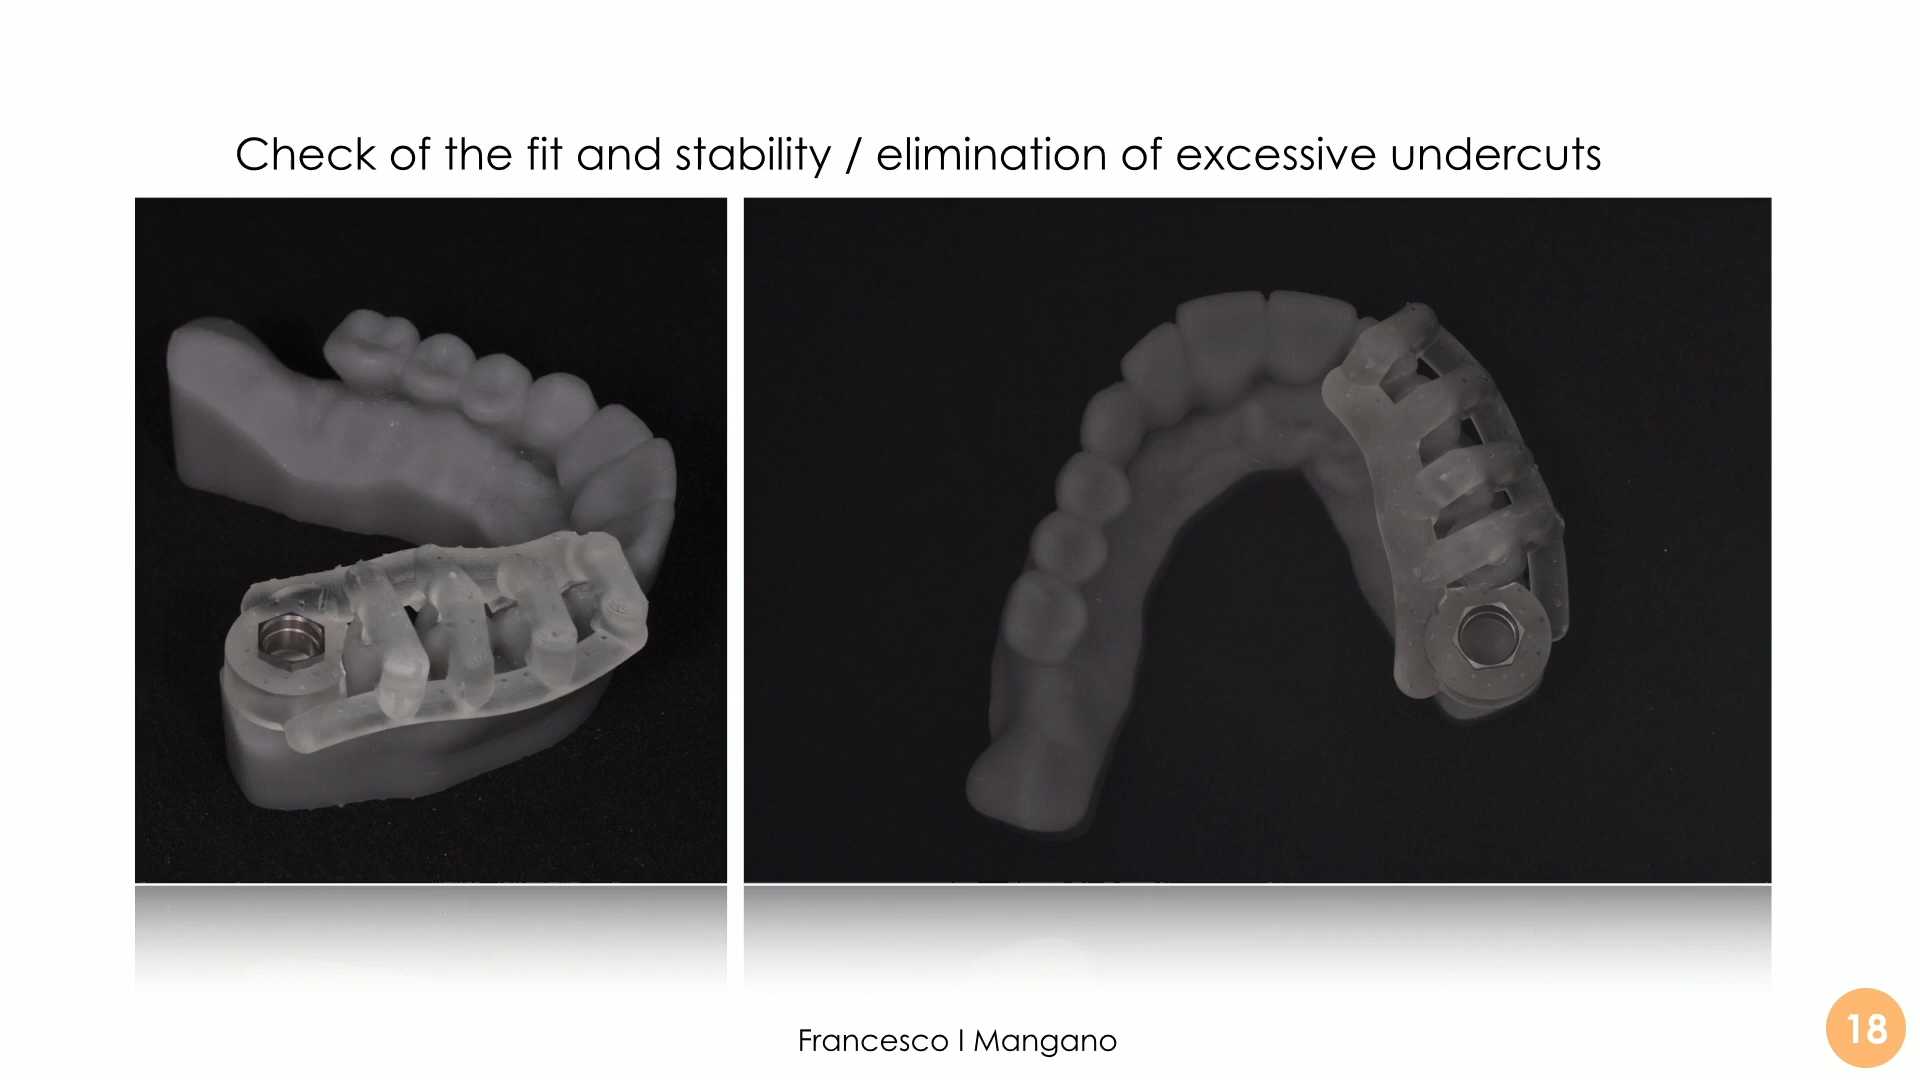 Check of the fit and stability / elimination of excessive undercuts
Francesco I Mangano
18